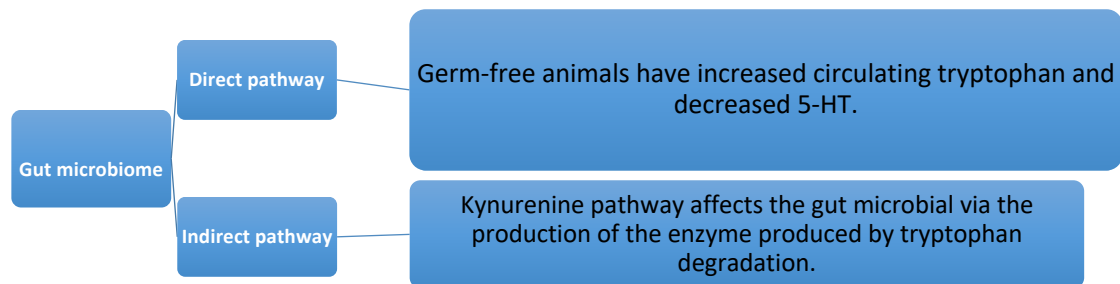 Gut microbiome
Direct pathway
Germ-free animals have increased circulating tryptophan and
decreased 5-HT.
Indirect pathway
Kynurenine pathway affects the gut microbial via the
production of the enzyme produced by tryptophan
degradation.